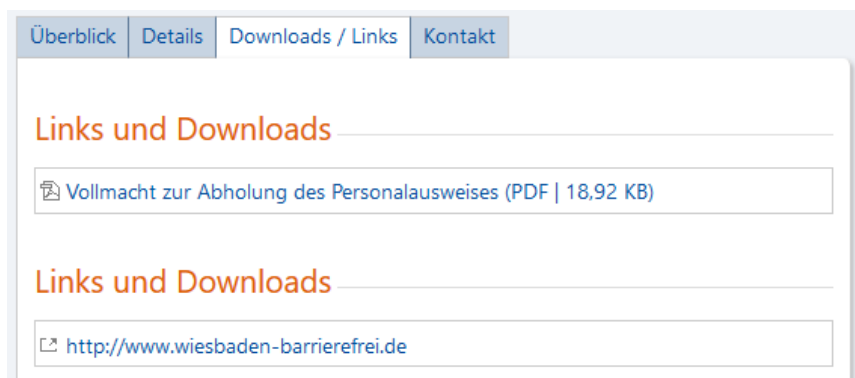 Überblick Details Downloads / Links Kontakt
Links und Downloads
Vollmacht zur Abholung des Personalausweises (PDF | 18,92 KB)
Links und Downloads
http://www.wiesbaden-barrierefrei.de